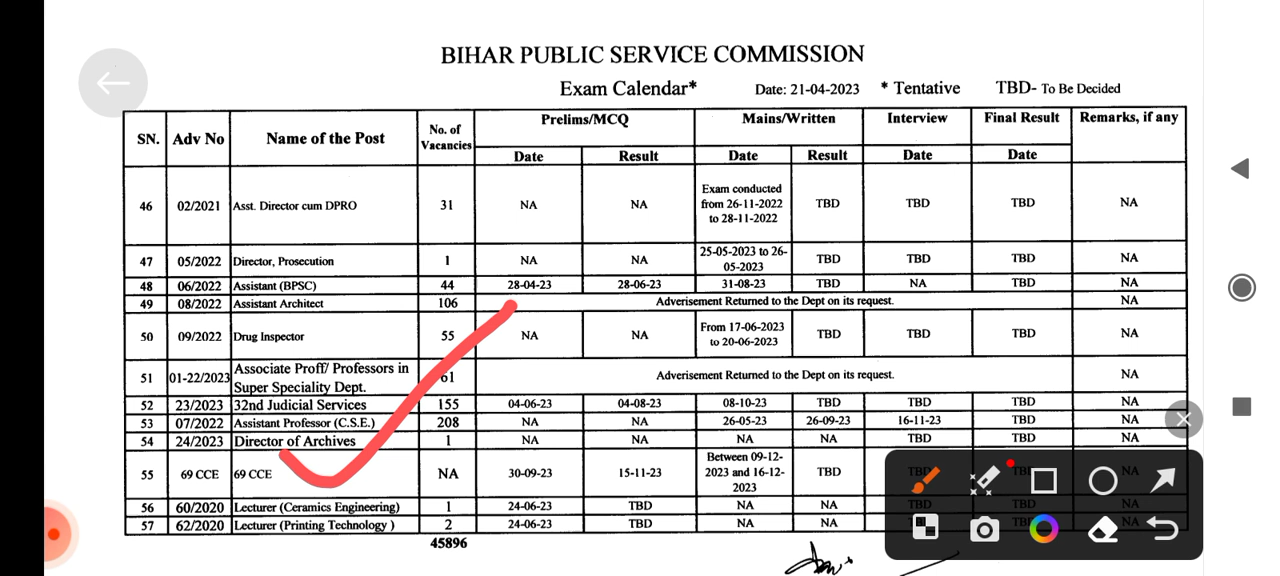 BIHAR PUBLIC SERVICE COMMISSION
Exam Calendar* Date: 21-04-2023 * Tentative TBD- To Be Decided
SN. Adv No Name of the Post No. of Vacancies Prelims/MCQ Mains/Written Interview Final Result Remarks, if any
Date Result Date Result Date Date
46 02/2021 Asst. Director cum DPRO 31 NA NA Exam conducted from 26-11-2022 to 28-11-2022 TBD TBD TBD NA
47 05/2022 Director, Prosecution 1 NA NA 25-05-2023 to 26-05-2023 TBD TBD TBD NA
48 06/2022 Assistant (BPSC) 44 28-04-23 28-06-23 31-08-23 TBD NA TBD NA
49 08/2022 Assistant Architect 106 Adverisement Returned to the Dept on its request. NA
50 09/2022 Drug Inspector 55 NA NA From 17-06-2023 to 20-06-2023 TBD TBD TBD NA
51 01-22/2023 Associate Proff/ Professors in Super Speciality Dept. 61 Adverisement Returned to the Dept on its request. NA
52 23/2023 32nd Judicial Services 155 04-06-23 04-08-23 08-10-23 TBD TBD TBD NA
53 07/2022 Assistant Professor (C.S.E.) 208 NA NA 26-05-23 26-09-23 16-11-23 TBD NA
54 24/2023 Director of Archives 1 NA NA NA NA TBD TBD NA
55 69 CCE 69 CCE NA 30-09-23 15-11-23 Between 09-12-2023 and 16-12-2023 TBD TBD TBD NA
56 60/2020 Lecturer (Ceramics Engineering) 1 24-06-23 TBD NA NA TBD TBD NA
57 62/2020 Lecturer (Printing Technology ) 2 24-06-23 TBD NA NA TBD TBD NA
45896